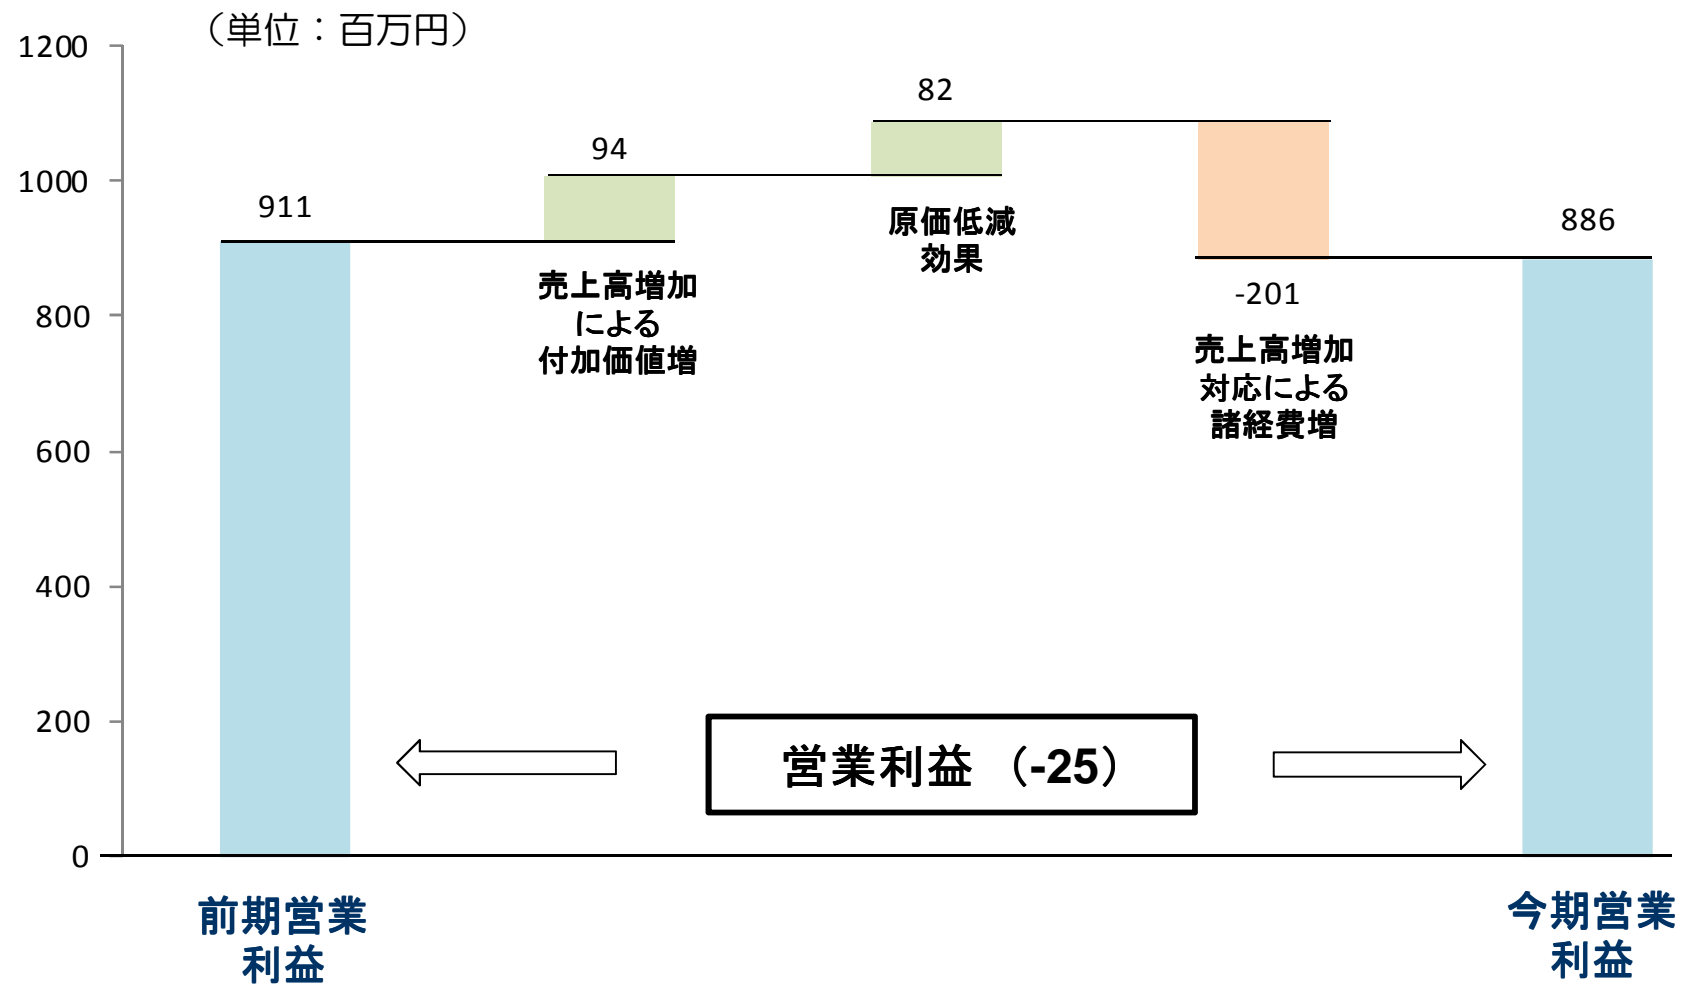 （単位：百万円）
1200
1000
800
600
400
200
0
911
94
売上高増加
による
付加価値増
82
原価低減
効果
-201
売上高増加
対応による
諸経費増
886
営業利益 （-25）
前期営業
利益
今期営業
利益